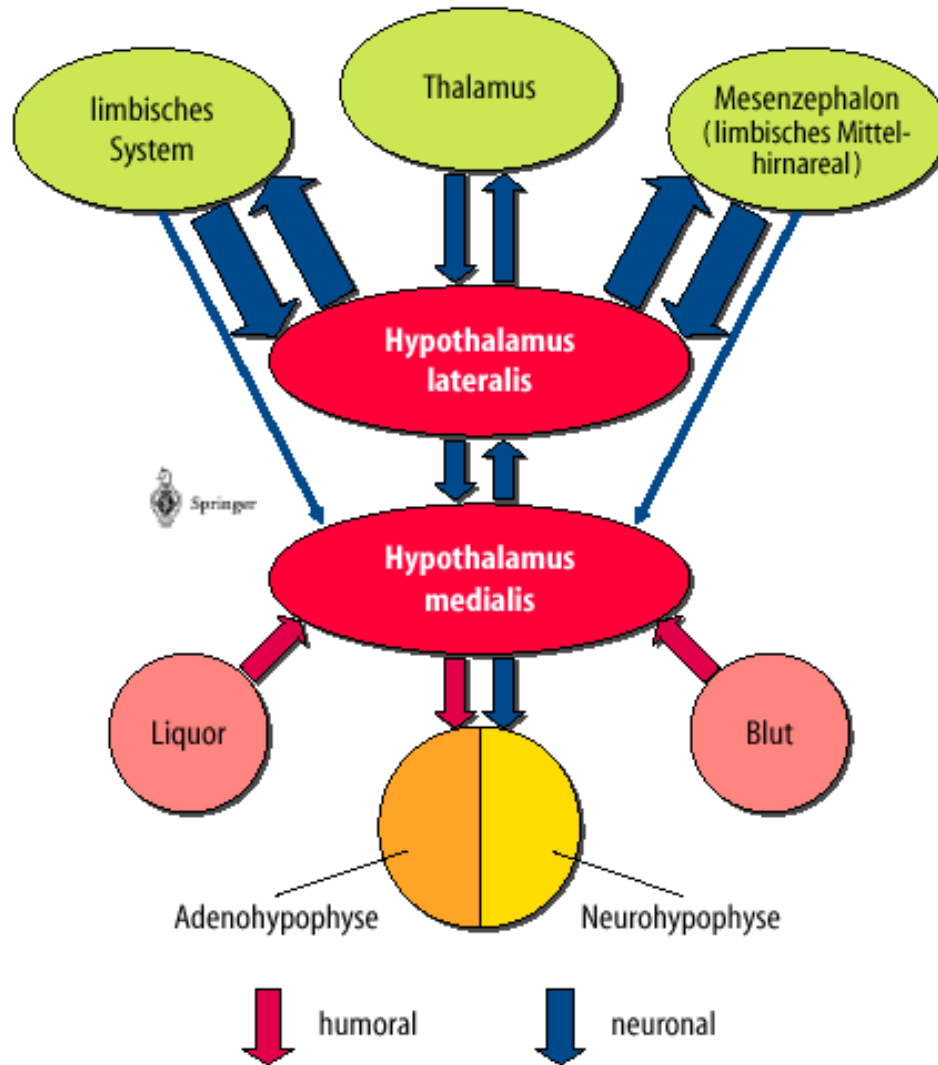 limbisches
System
Thalamus
Mesenzephalon
(limbisches Mittel-
hirnareal)
Hypothalamus
lateralis
Springer
Hypothalamus
medialis
Liquor
Blut
Adenohypophyse
Neurohypophyse
humoral
neuronal